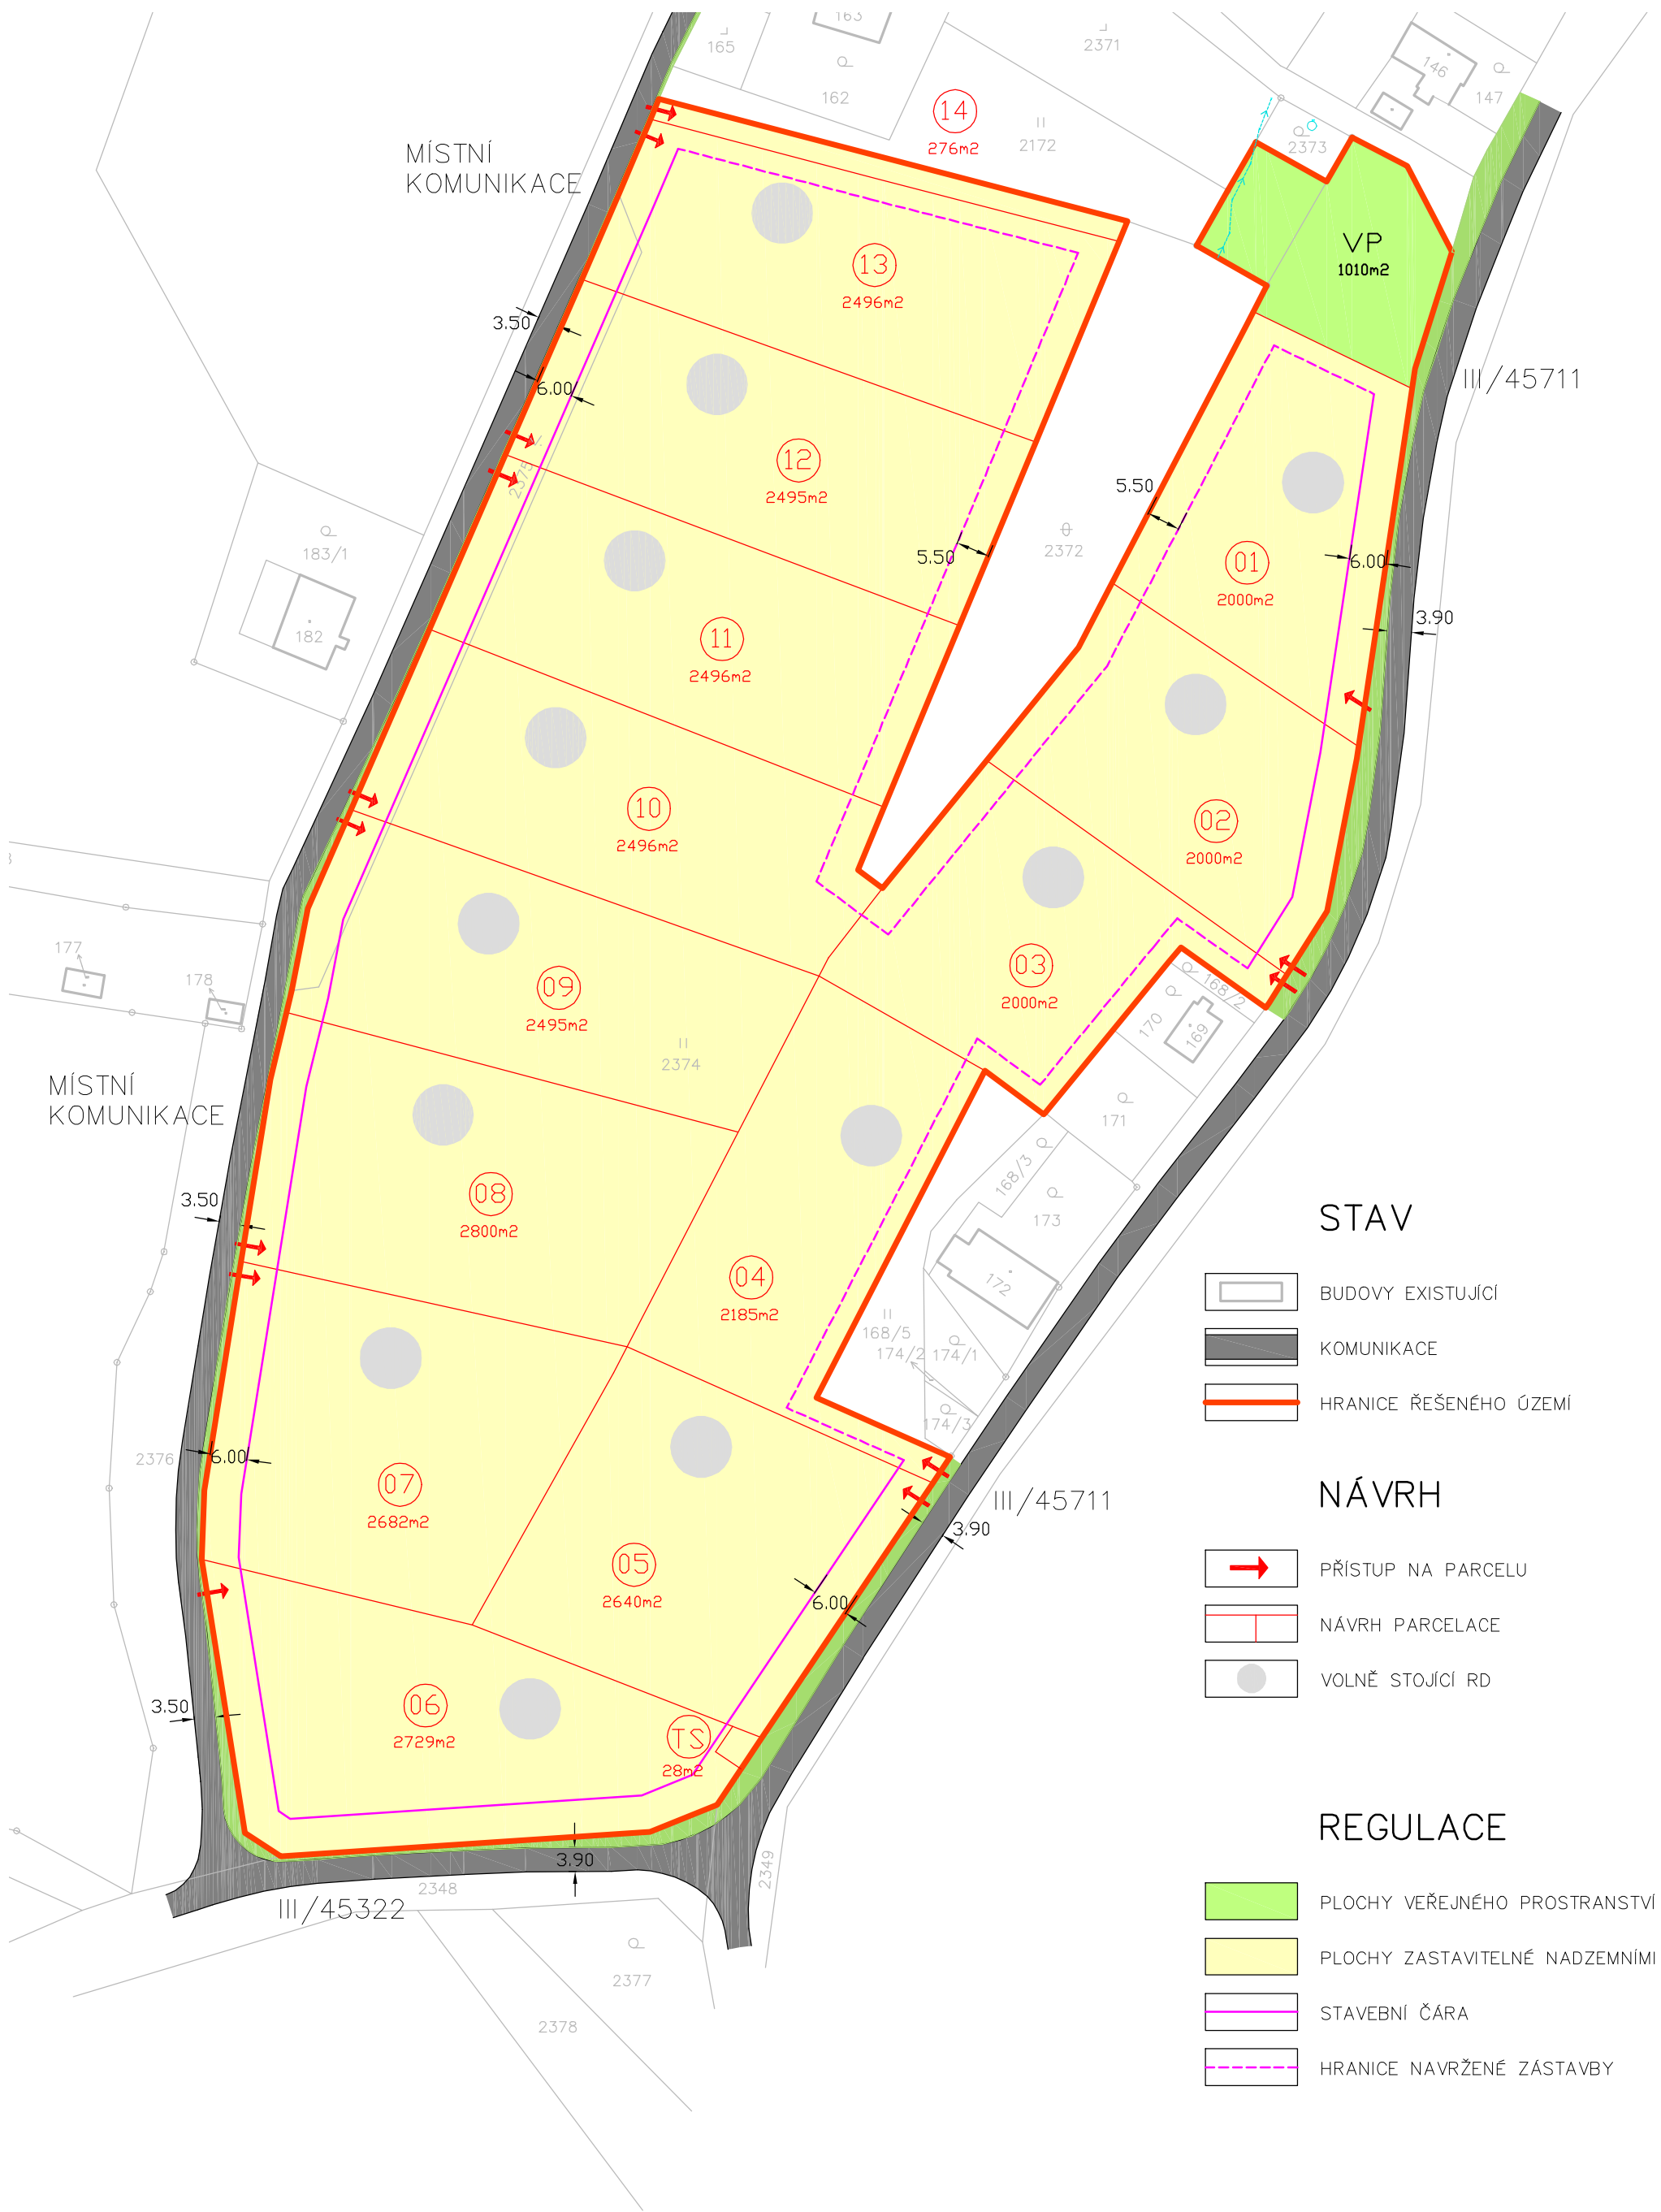 163
165
162
2371
146
147
14
276m2
2172
2373
MÍSTNÍ
KOMUNIKACE
VP
1010m2
13
2496m2
3.50
6.00
III/45711
12
2495m2
2375
5.50
5.50
2372
183/1
182
01
2000m2
6.00
3.90
11
2496m2
10
2496m2
02
2000m2
03
2000m2
168/2
170
169
177
178
09
2495m2
2374
MÍSTNÍ
KOMUNIKACE
171
168/3
173
3.50
08
2800m2
172
04
2185m2
168/5
174/2
174/1
174/3
2376
6.00
07
2682m2
III/45711
3.90
05
2640m2
6.00
3.50
06
2729m2
TS
28m2
3.90
2349
2348
III/45322
2377
2378
STAV
BUDOVY EXISTUJÍCÍ
KOMUNIKACE
HRANICE ŘEŠENÉHO ÚZEMÍ
NÁVRH
PŘÍSTUP NA PARCELU
NÁVRH PARCELACE
VOLNĚ STOJÍCÍ RD
REGULACE
PLOCHY VEŘEJNÉHO PROSTRANSTVÍ
PLOCHY ZASTAVITELNÉ NADZEMNÍMI
STAVEBNÍ ČÁRA
HRANICE NAVRŽENÉ ZÁSTAVBY